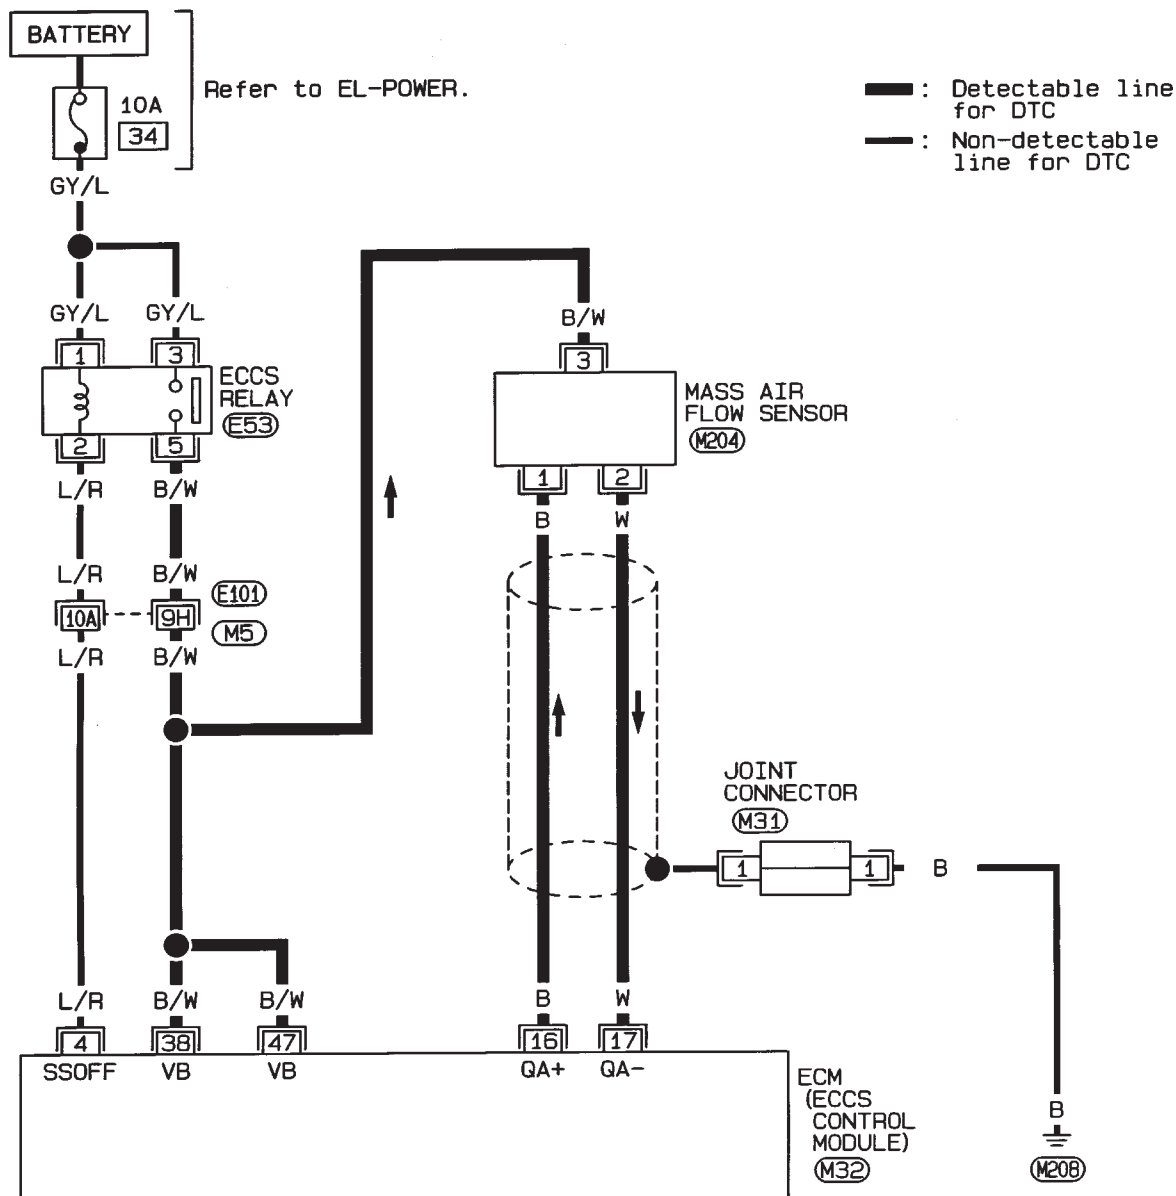 BATTERY
10A
34
Refer to EL-POWER.
: Detectable line
for DTC
: Non-detectable
line for DTC
GY/L
GY/L GY/L
B/W
1 3
3
ECCS
RELAY
E53
MASS AIR
FLOW SENSOR
M204
2 5
1 2
L/R B/W
B W
L/R B/W
E101
10A 9H
M5
L/R B/W
JOINT
CONNECTOR
M31
1 1 B
L/R B/W B/W B W
4 38 47 16 17
SSOFF VB VB QA+ QA-
ECM
(ECCS
CONTROL
MODULE)
M32
B
M208